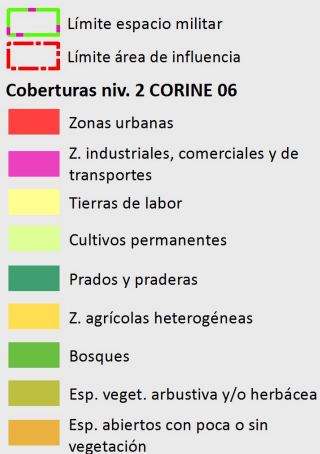 Límite espacio militar
Límite área de influencia
Coberturas niv. 2 CORINE 06
Zonas urbanas
Z. industriales, comerciales y de
transportes
Tierras de labor
Cultivos permanentes
Prados y praderas
Z. agrícolas heterogéneas
Bosques
Esp. veget. arbustiva y/o herbácea
Esp. abiertos con poca o sin
vegetación